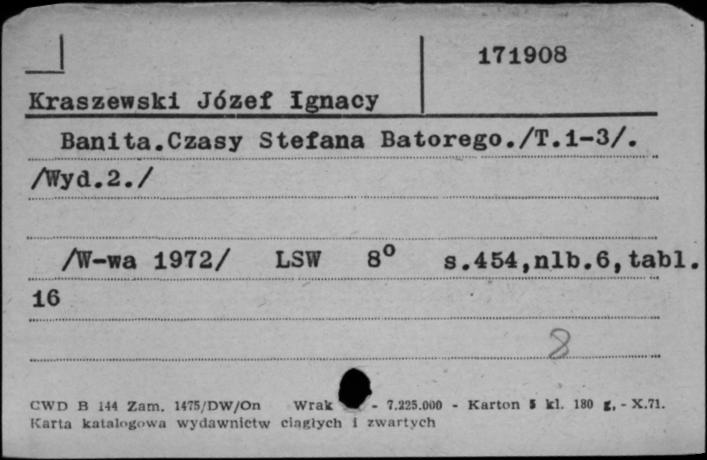 171908
Kraszewski Józef Ignacy
Banita.Czasy Stefana Batorego./T.1-3/.
/Wyd.2./
/W-wa 1972/ LSW 8° s.454,nlb.6,tabl.
16
8
CWD B 144 Zam. 1475/DW/On Wrak - 7.225.000 - Karton 5 kl. 180 g, - X.71.
Karta katalogowa wydawnictw ciągłych i zwartych